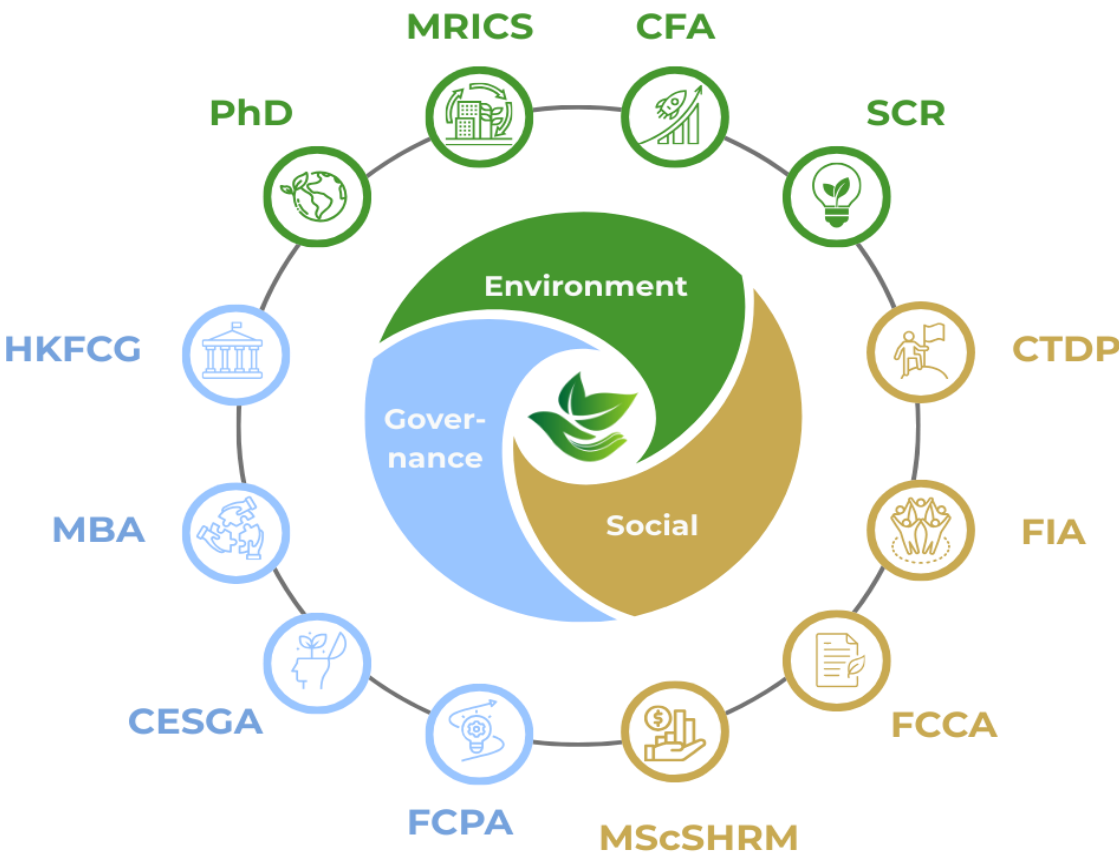 MRICS
CFA
PhD
SCR
Environment
HKFCG
CTDP
Gover-
nance
MBA
Social
FIA
CESGA
FCCA
FCPA
MScSHRM
$